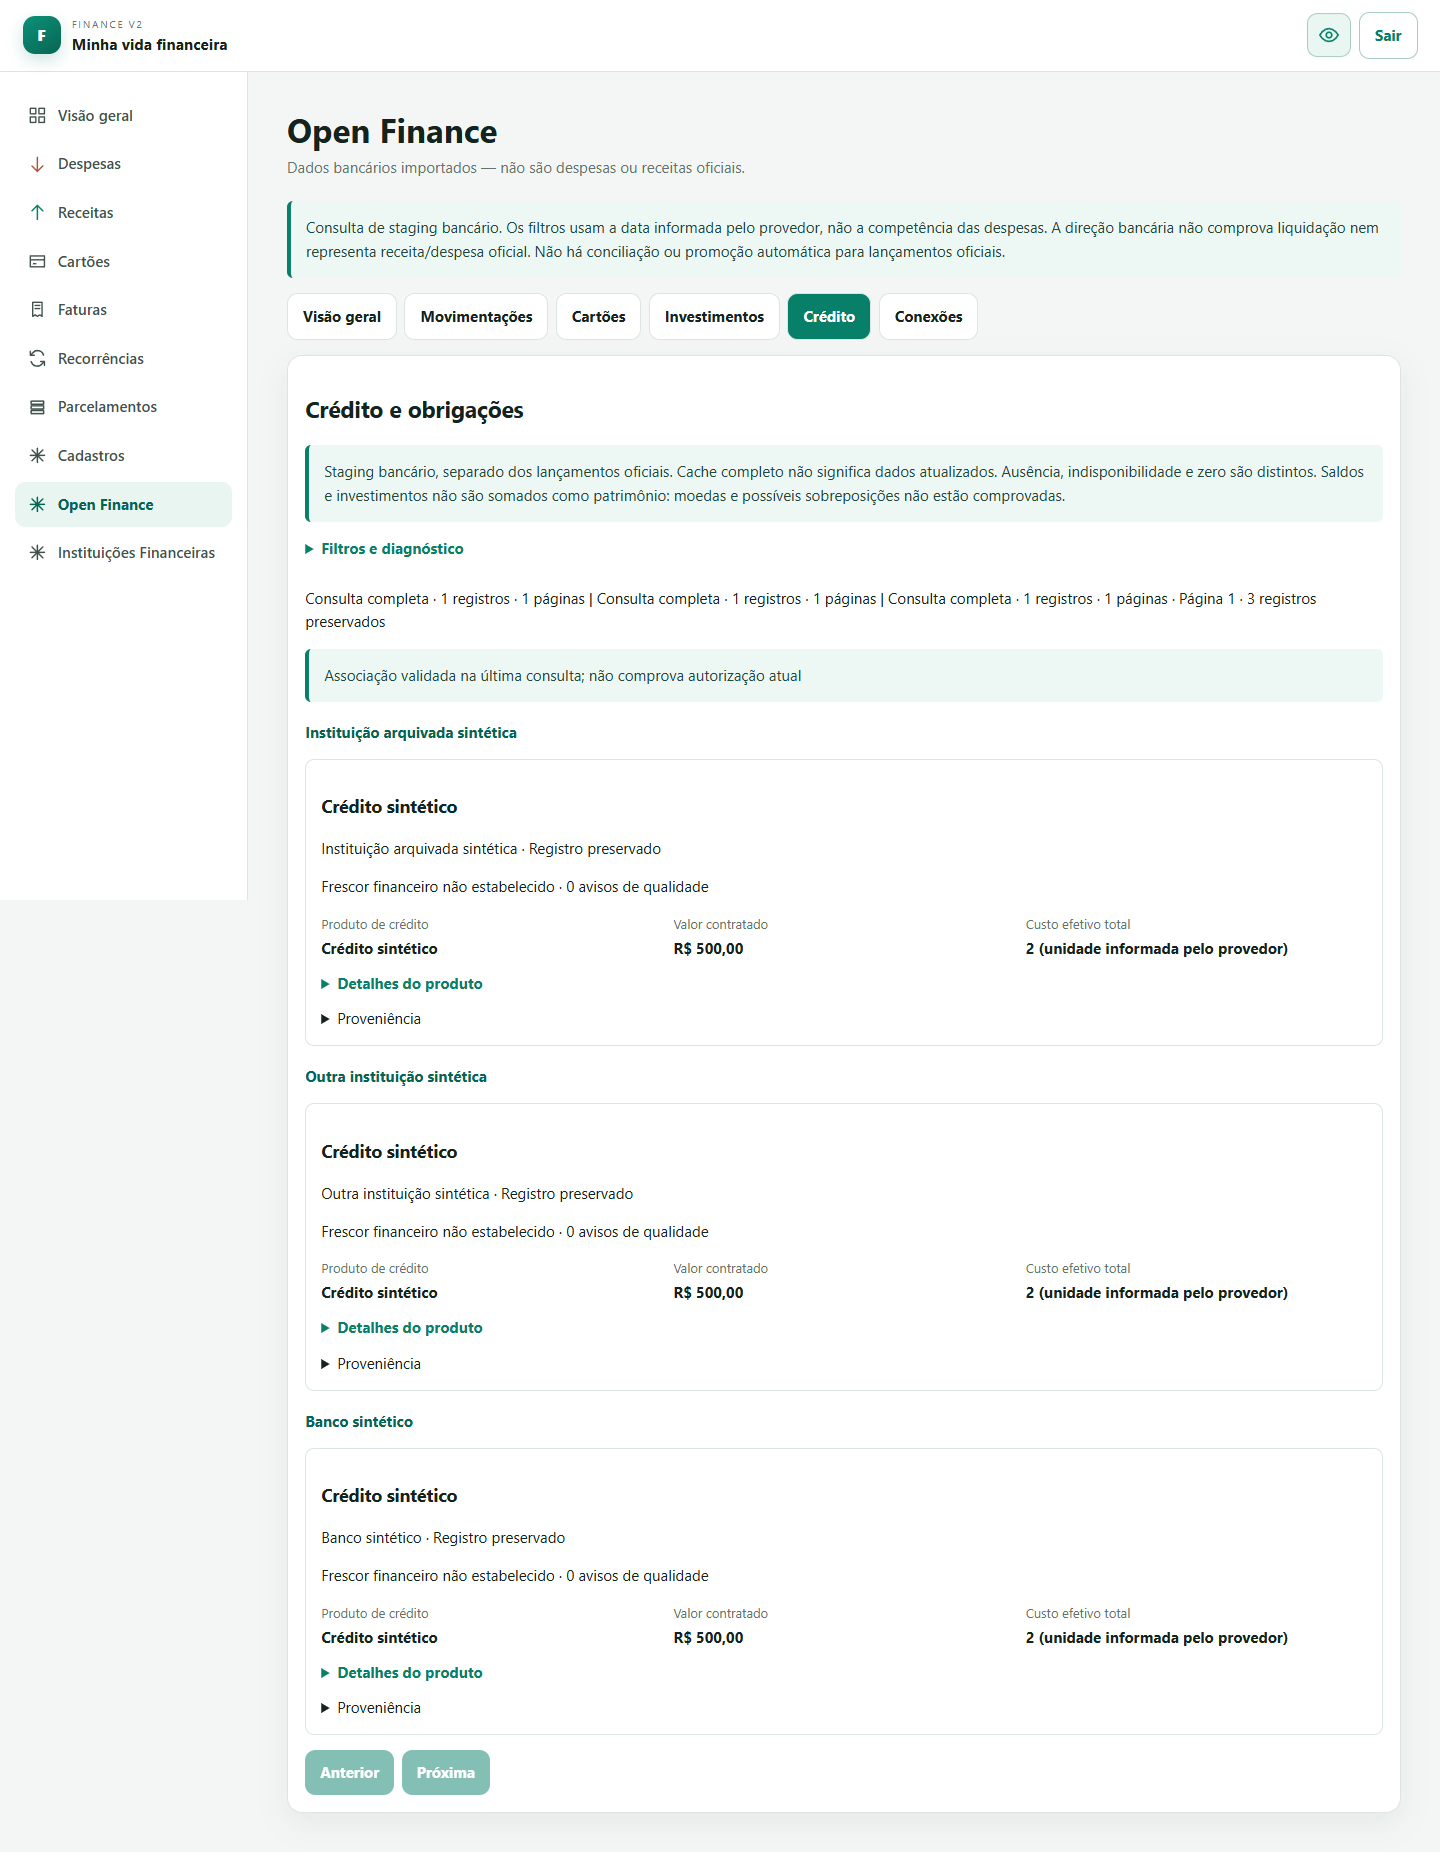 F
FINANCE V2
Minha vida financeira
Sair
Visão geral
Despesas
Receitas
Cartões
Faturas
Recorrências
Parcelamentos
Cadastros
Open Finance
Instituições Financeiras
Open Finance
Dados bancários importados — não são despesas ou receitas oficiais.
Consulta de staging bancário. Os filtros usam a data informada pelo provedor, não a competência das despesas. A direção bancária não comprova liquidação nem
representa receita/despesa oficial. Não há conciliação ou promoção automática para lançamentos oficiais.
Visão geral
Movimentações
Cartões
Investimentos
Crédito
Conexões
Crédito e obrigações
Staging bancário, separado dos lançamentos oficiais. Cache completo não significa dados atualizados. Ausência, indisponibilidade e zero são distintos. Saldos
e investimentos não são somados como patrimônio: moedas e possíveis sobreposições não estão comprovadas.
Filtros e diagnóstico
Consulta completa · 1 registros · 1 páginas | Consulta completa · 1 registros · 1 páginas | Consulta completa · 1 registros · 1 páginas · Página 1 · 3 registros
preservados
Associação validada na última consulta; não comprova autorização atual
Instituição arquivada sintética
Crédito sintético
Instituição arquivada sintética · Registro preservado
Frescor financeiro não estabelecido · 0 avisos de qualidade
Produto de crédito
Crédito sintético
Valor contratado
R$ 500,00
Custo efetivo total
2 (unidade informada pelo provedor)
Detalhes do produto
Proveniência
Outra instituição sintética
Crédito sintético
Outra instituição sintética · Registro preservado
Frescor financeiro não estabelecido · 0 avisos de qualidade
Produto de crédito
Crédito sintético
Valor contratado
R$ 500,00
Custo efetivo total
2 (unidade informada pelo provedor)
Detalhes do produto
Proveniência
Banco sintético
Crédito sintético
Banco sintético · Registro preservado
Frescor financeiro não estabelecido · 0 avisos de qualidade
Produto de crédito
Crédito sintético
Valor contratado
R$ 500,00
Custo efetivo total
2 (unidade informada pelo provedor)
Detalhes do produto
Proveniência
Anterior
Próxima